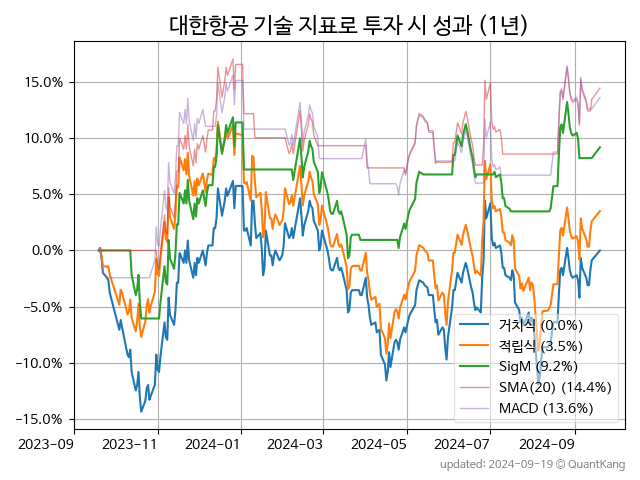 대한항공 기술 지표로 투자 시 성과 (1년)
15.0%
10.0%
5.0%
0.0%
−5.0%
−10.0%
−15.0%
거치식 (0.0%)
적립식 (3.5%)
SigM (9.2%)
SMA(20) (14.4%)
MACD (13.6%)
2023-09 2023-11 2024-01 2024-03 2024-05 2024-07 2024-09
updated: 2024-09-19 © QuantKang